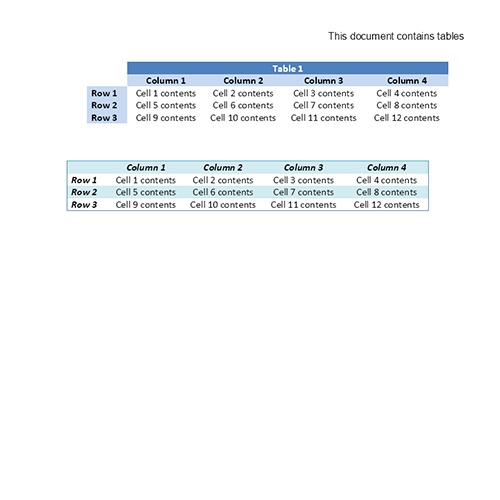 This document contains tables
Table 1
Column 1 Column 2 Column 3 Column 4
Row 1 Cell 1 contents Cell 2 contents Cell 3 contents Cell 4 contents
Row 2 Cell 5 contents Cell 6 contents Cell 7 contents Cell 8 contents
Row 3 Cell 9 contents Cell 10 contents Cell 11 contents Cell 12 contents
Column 1 Column 2 Column 3 Column 4
Row 1 Cell 1 contents Cell 2 contents Cell 3 contents Cell 4 contents
Row 2 Cell 5 contents Cell 6 contents Cell 7 contents Cell 8 contents
Row 3 Cell 9 contents Cell 10 contents Cell 11 contents Cell 12 contents